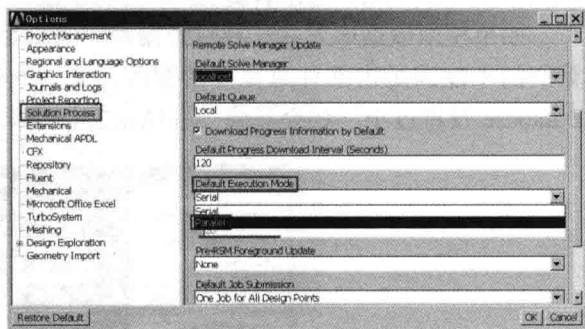 Options
Project Management
Appearance
Regional and Language Options
Graphics Interaction
Journals and Logs
Project Reporting
Solution Process
Extensions
Mechanical APDL
CFX
Repository
Fluent
Mechanical
Microsoft Office Excel
TurboSystem
Meshing
Design Exploration
Geometry Import
Remote Solve Manager Update
Default Solve Manager
localhost
Default Queue
Local
Download Progress Information by Default
Default Progress Download Interval (Seconds)
120
Default Execution Mode
Serial
Serial
Parallel
Pre-RSM Foreground Update
None
Default Job Submission
One Job for All Design Points
Restore Default
OK
Cancel